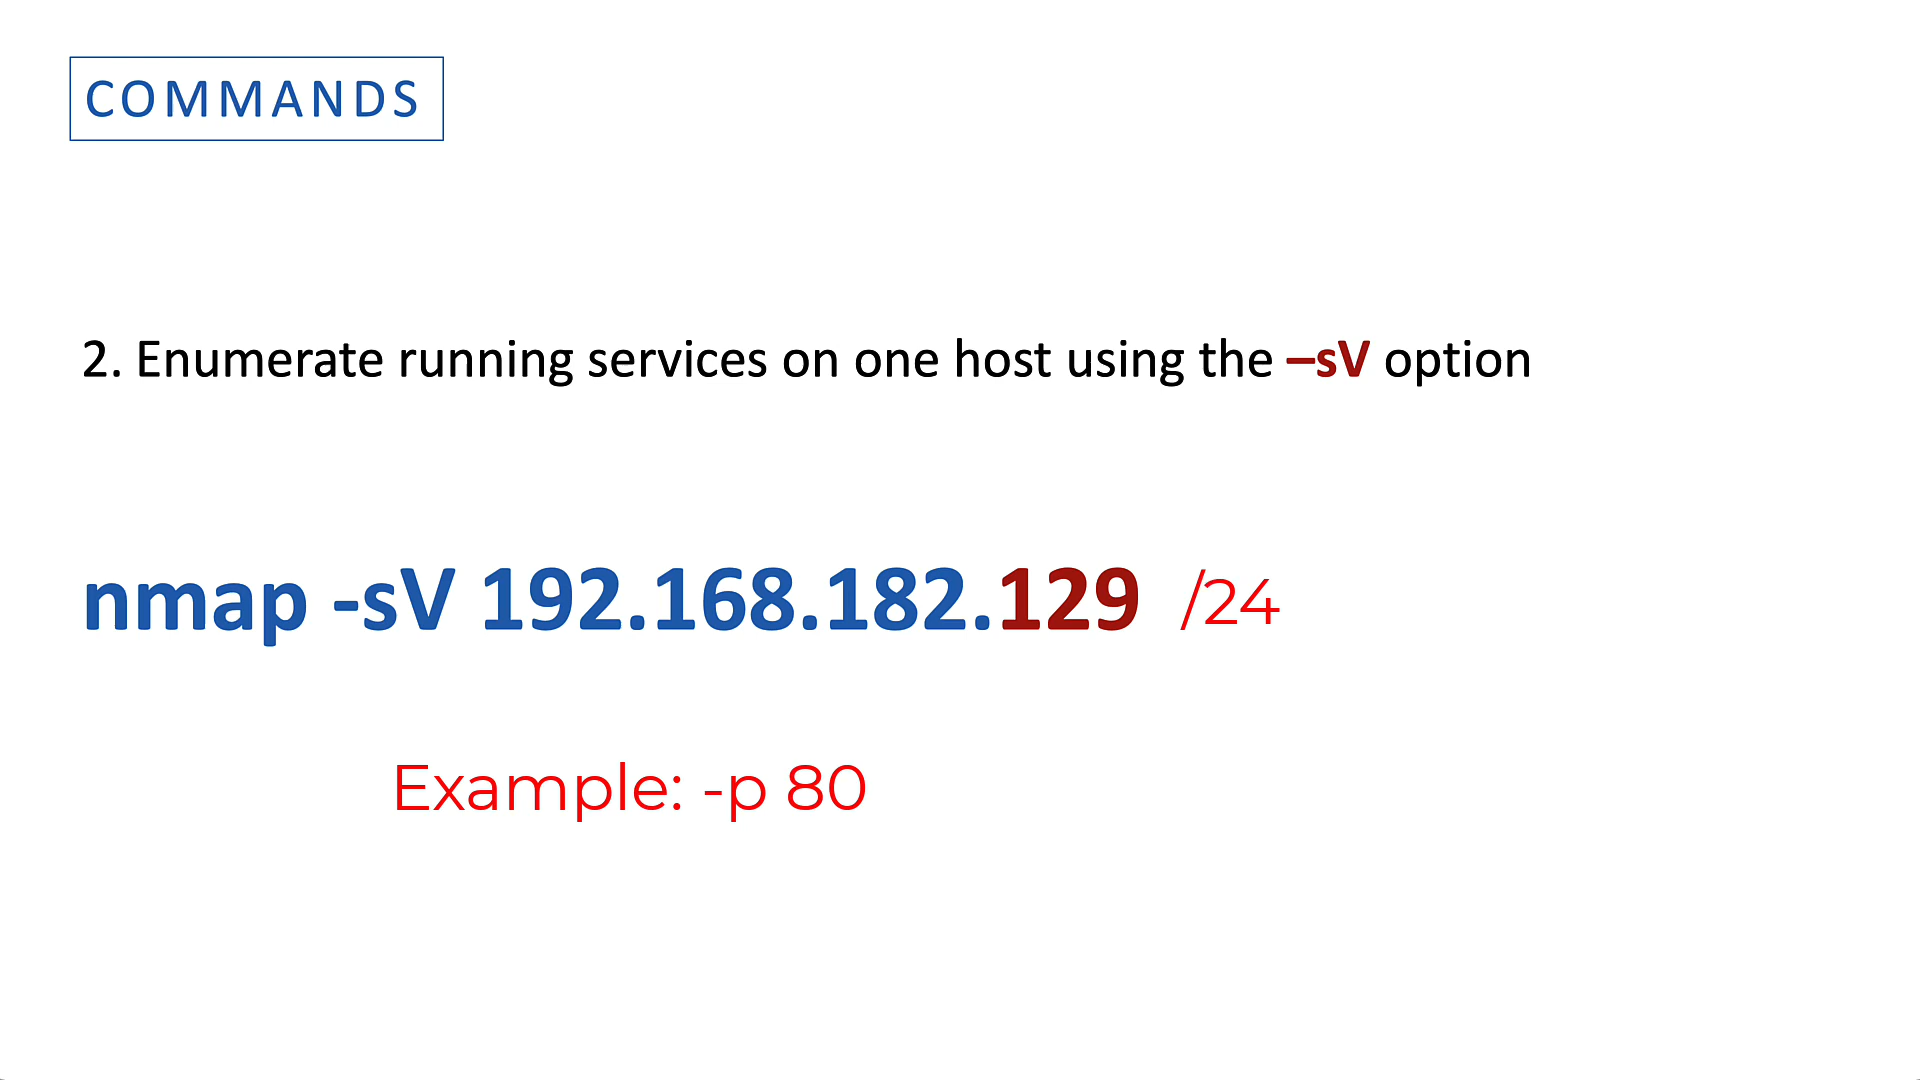 COMMANDS
2. Enumerate running services on one host using the –sV option
nmap -sV 192.168.182.129 /24
Example: -p 80